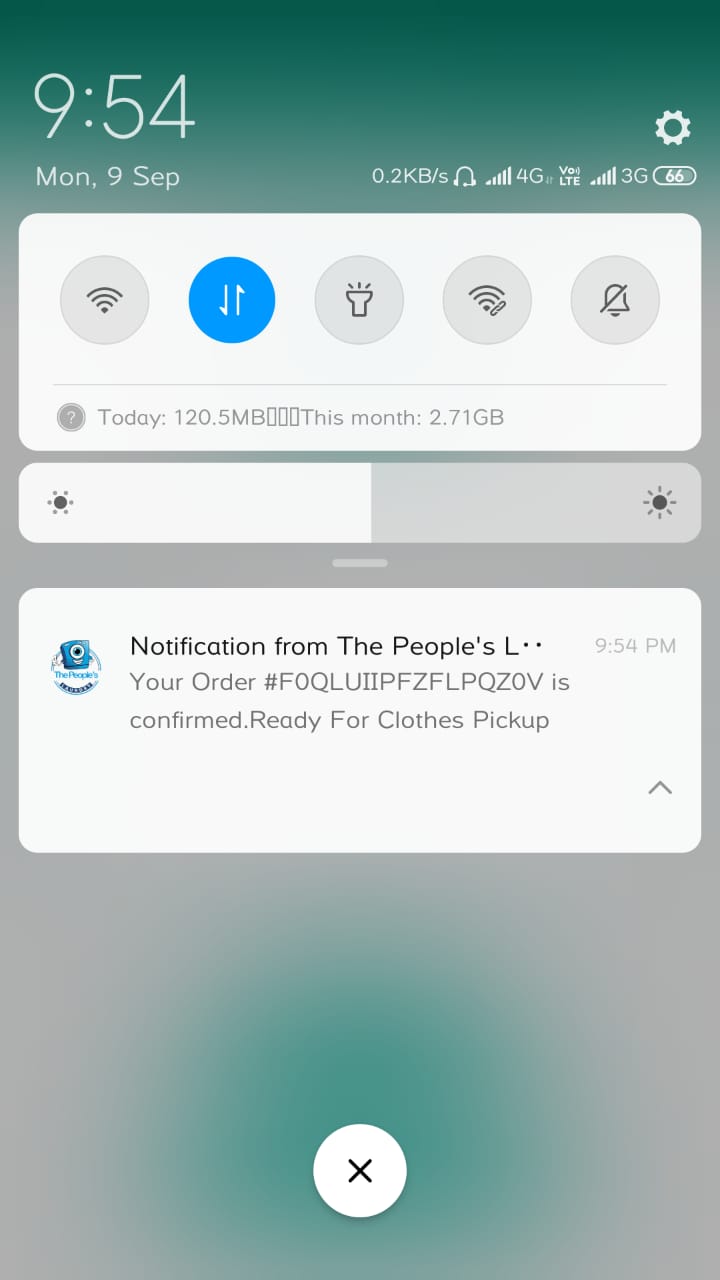 9:54
Mon, 9 Sep
0.2KB/s 4G Vo) LTE 3G 66
Today: 120.5MB▯▯▯This month: 2.71GB
Notification from The People's L··
9:54 PM
The People's
LAUNDRY
Your Order #F0QLUIIPFZFLPQZ0V is
confirmed.Ready For Clothes Pickup